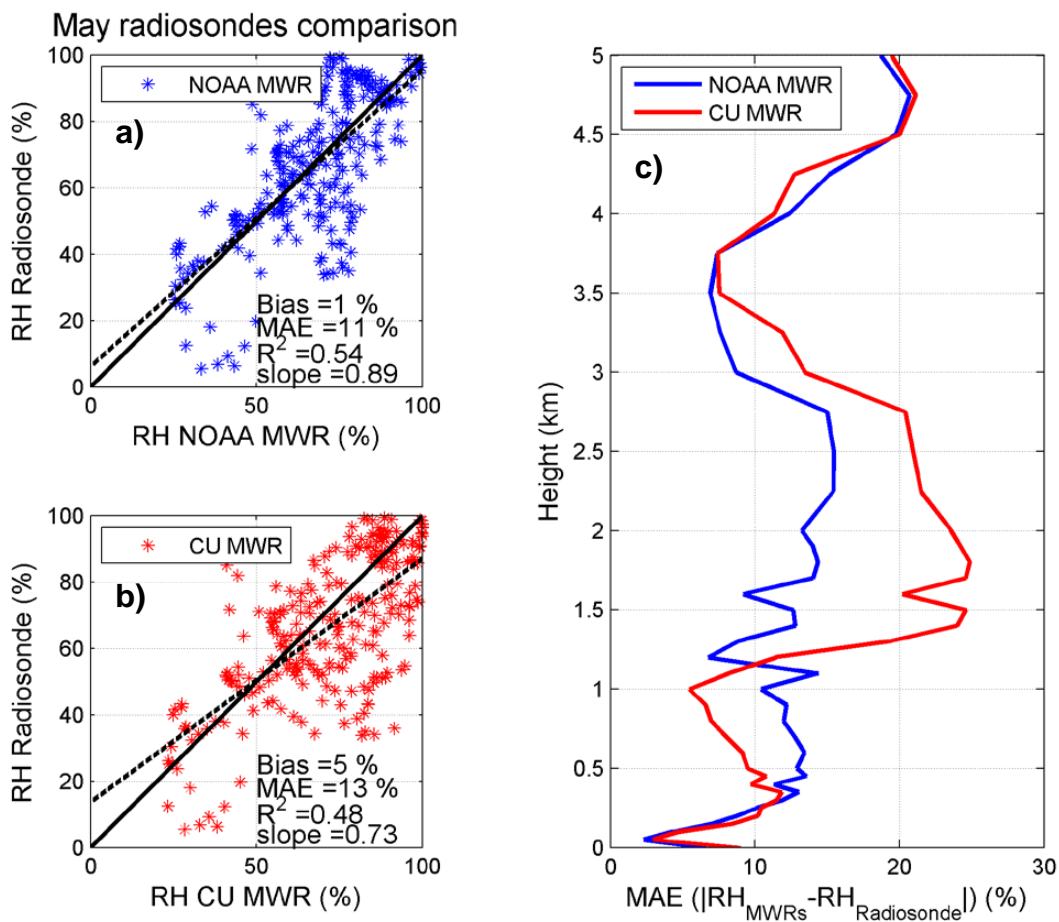 May radiosondes comparison
100
80
60
40
20
0
0
50
100
RH Radiosonde (%)
NOAA MWR
a)
Bias =1 %
MAE =11 %
R² =0.54
slope =0.89
RH NOAA MWR (%)
100
80
60
40
20
0
0
50
100
RH Radiosonde (%)
CU MWR
b)
Bias =5 %
MAE =13 %
R² =0.48
slope =0.73
RH CU MWR (%)
5
4.5
4
3.5
3
2.5
2
1.5
1
0.5
0
0
10
20
30
Height (km)
NOAA MWR
CU MWR
c)
MAE (|RH_MWRs-RH_Radiosonde|) (%)